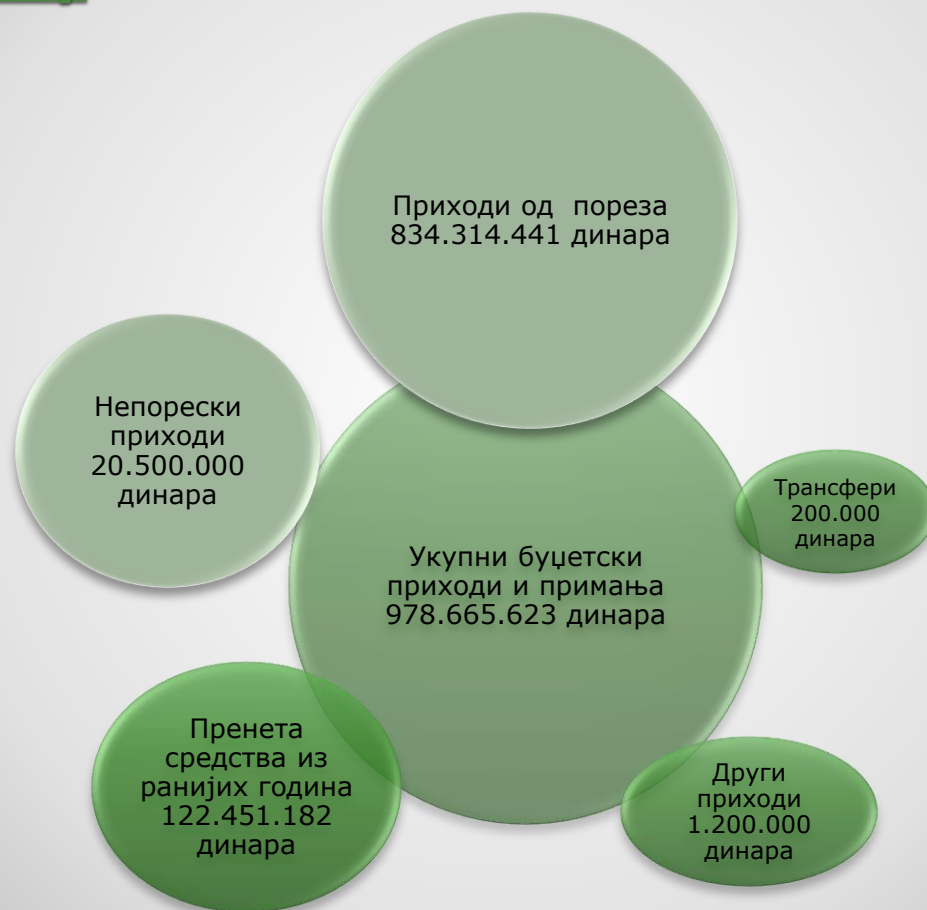 Приходи од  пореза
834.314.441 динара
Непорески
приходи
20.500.000
динара
Трансфери
200.000
динара
Укупни буџетски
приходи и примања
978.665.623 динара
Пренета
средства из
ранијих година
122.451.182
динара
Други
приходи
1.200.000
динара